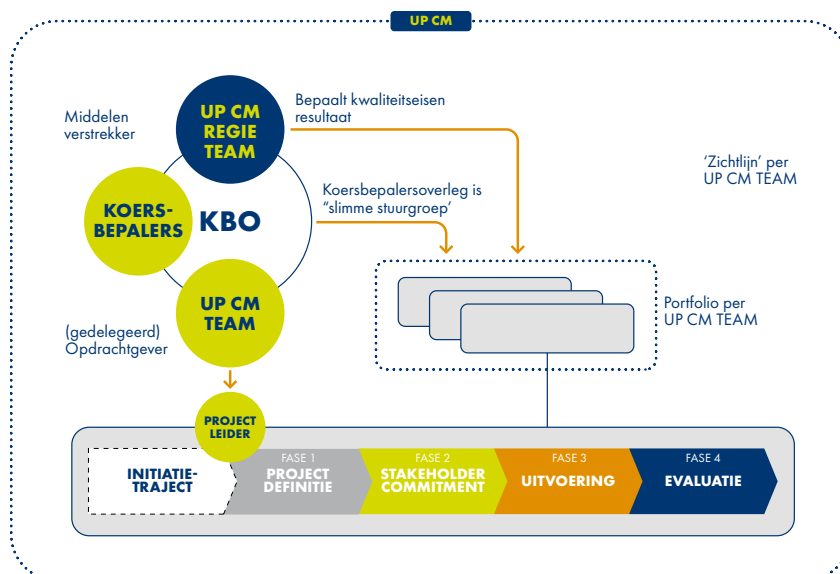 UP CM
Middelen
verstrekker
UP CM
REGIE
TEAM
Bepaalt kwaliteitseisen
resultaat
'Zichtlijn' per
UP CM TEAM
KOERS-
BEPALERS
KBO
Koersbepalersoverleg is
“slimme stuurgroep’
UP CM
TEAM
(gedelegeerd)
Opdrachtgever
Portfolio per
UP CM TEAM
PROJECT
LEIDER
INITIATIE-
TRAJECT
FASE 1
PROJECT
DEFINITIE
FASE 2
STAKEHOLDER
COMMITMENT
FASE 3
UITVOERING
FASE 4
EVALUATIE